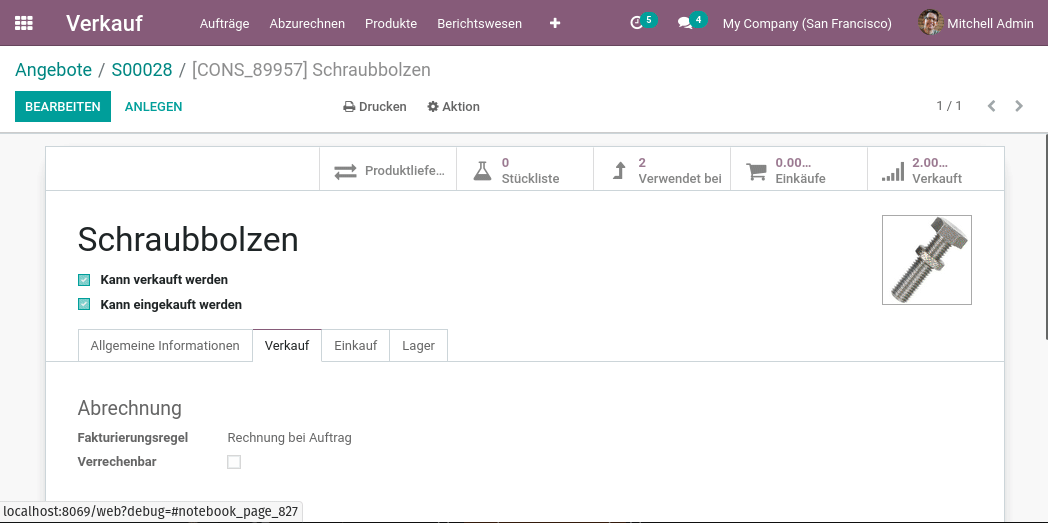 Verkauf Aufträge Abzurechnen Produkte Berichtswesen 5 4 My Company (San Francisco) Mitchell Admin
Angebote / S00028 / [CONS_89957] Schraubbolzen
BEARBEITEN ANLEGEN Drucken Aktion 1 / 1
Produktliefe... 0 Stückliste 2 Verwendet bei 0.00... Einkäufe 2.00... Verkauft
Schraubbolzen
Kann verkauft werden
Kann eingekauft werden
Allgemeine Informationen Verkauf Einkauf Lager
Abrechnung
Fakturierungsregel Rechnung bei Auftrag
Verrechenbar
localhost:8069/web?debug=#notebook_page_827